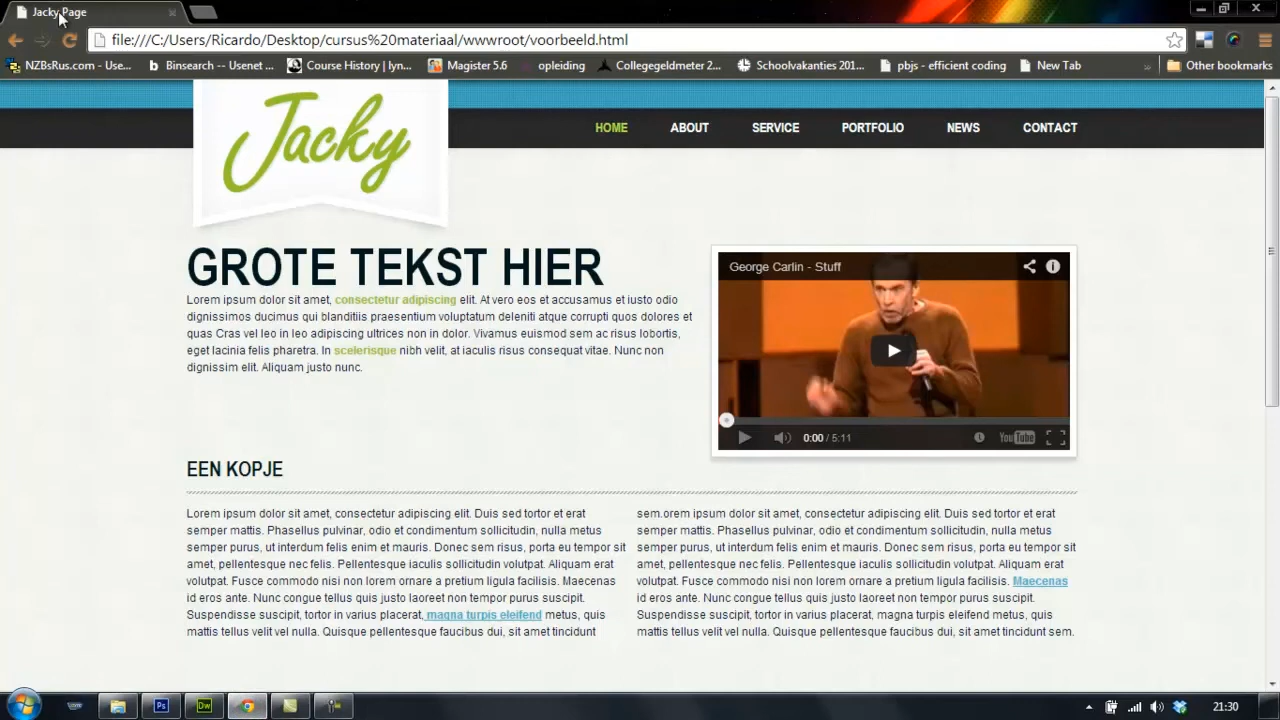 Jacky Page
file:///C:/Users/Ricardo/Desktop/cursus%20materiaal/wwwroot/voorbeeld.html
NZBsRus.com - Use... Binsearch -- Usenet ... Course History | lyn... Magister 5.6 opleiding Collegegeldmeter 2... Schoolvakanties 201... pbjs - efficient coding New Tab » Other bookmarks
Jacky
HOME ABOUT SERVICE PORTFOLIO NEWS CONTACT
GROTE TEKST HIER
Lorem ipsum dolor sit amet, consectetur adipiscing elit. At vero eos et accusamus et iusto odio
dignissimos ducimus qui blanditiis praesentium voluptatum deleniti atque corrupti quos dolores et
quas Cras vel leo in leo adipiscing ultrices non in dolor. Vivamus euismod sem ac risus lobortis,
eget lacinia felis pharetra. In scelerisque nibh velit, at iaculis risus consequat vitae. Nunc non
dignissim elit. Aliquam justo nunc.
George Carlin - Stuff
0:00 / 5:11 YouTube
EEN KOPJE
Lorem ipsum dolor sit amet, consectetur adipiscing elit. Duis sed tortor et erat
semper mattis. Phasellus pulvinar, odio et condimentum sollicitudin, nulla metus
semper purus, ut interdum felis enim et mauris. Donec sem risus, porta eu tempor sit
amet, pellentesque nec felis. Pellentesque iaculis sollicitudin volutpat. Aliquam erat
volutpat. Fusce commodo nisi non lorem ornare a pretium ligula facilisis. Maecenas
id eros ante. Nunc congue tellus quis justo laoreet non tempor purus suscipit.
Suspendisse suscipit, tortor in varius placerat, magna turpis eleifend metus, quis
mattis tellus velit vel nulla. Quisque pellentesque faucibus dui, sit amet tincidunt
sem.orem ipsum dolor sit amet, consectetur adipiscing elit. Duis sed tortor et erat
semper mattis. Phasellus pulvinar, odio et condimentum sollicitudin, nulla metus
semper purus, ut interdum felis enim et mauris. Donec sem risus, porta eu tempor sit
amet, pellentesque nec felis. Pellentesque iaculis sollicitudin volutpat. Aliquam erat
volutpat. Fusce commodo nisi non lorem ornare a pretium ligula facilisis. Maecenas
id eros ante. Nunc congue tellus quis justo laoreet non tempor purus suscipit.
Suspendisse suscipit, tortor in varius placerat, magna turpis eleifend metus, quis
mattis tellus velit vel nulla. Quisque pellentesque faucibus dui, sit amet tincidunt sem.
Ps Dw 21:30